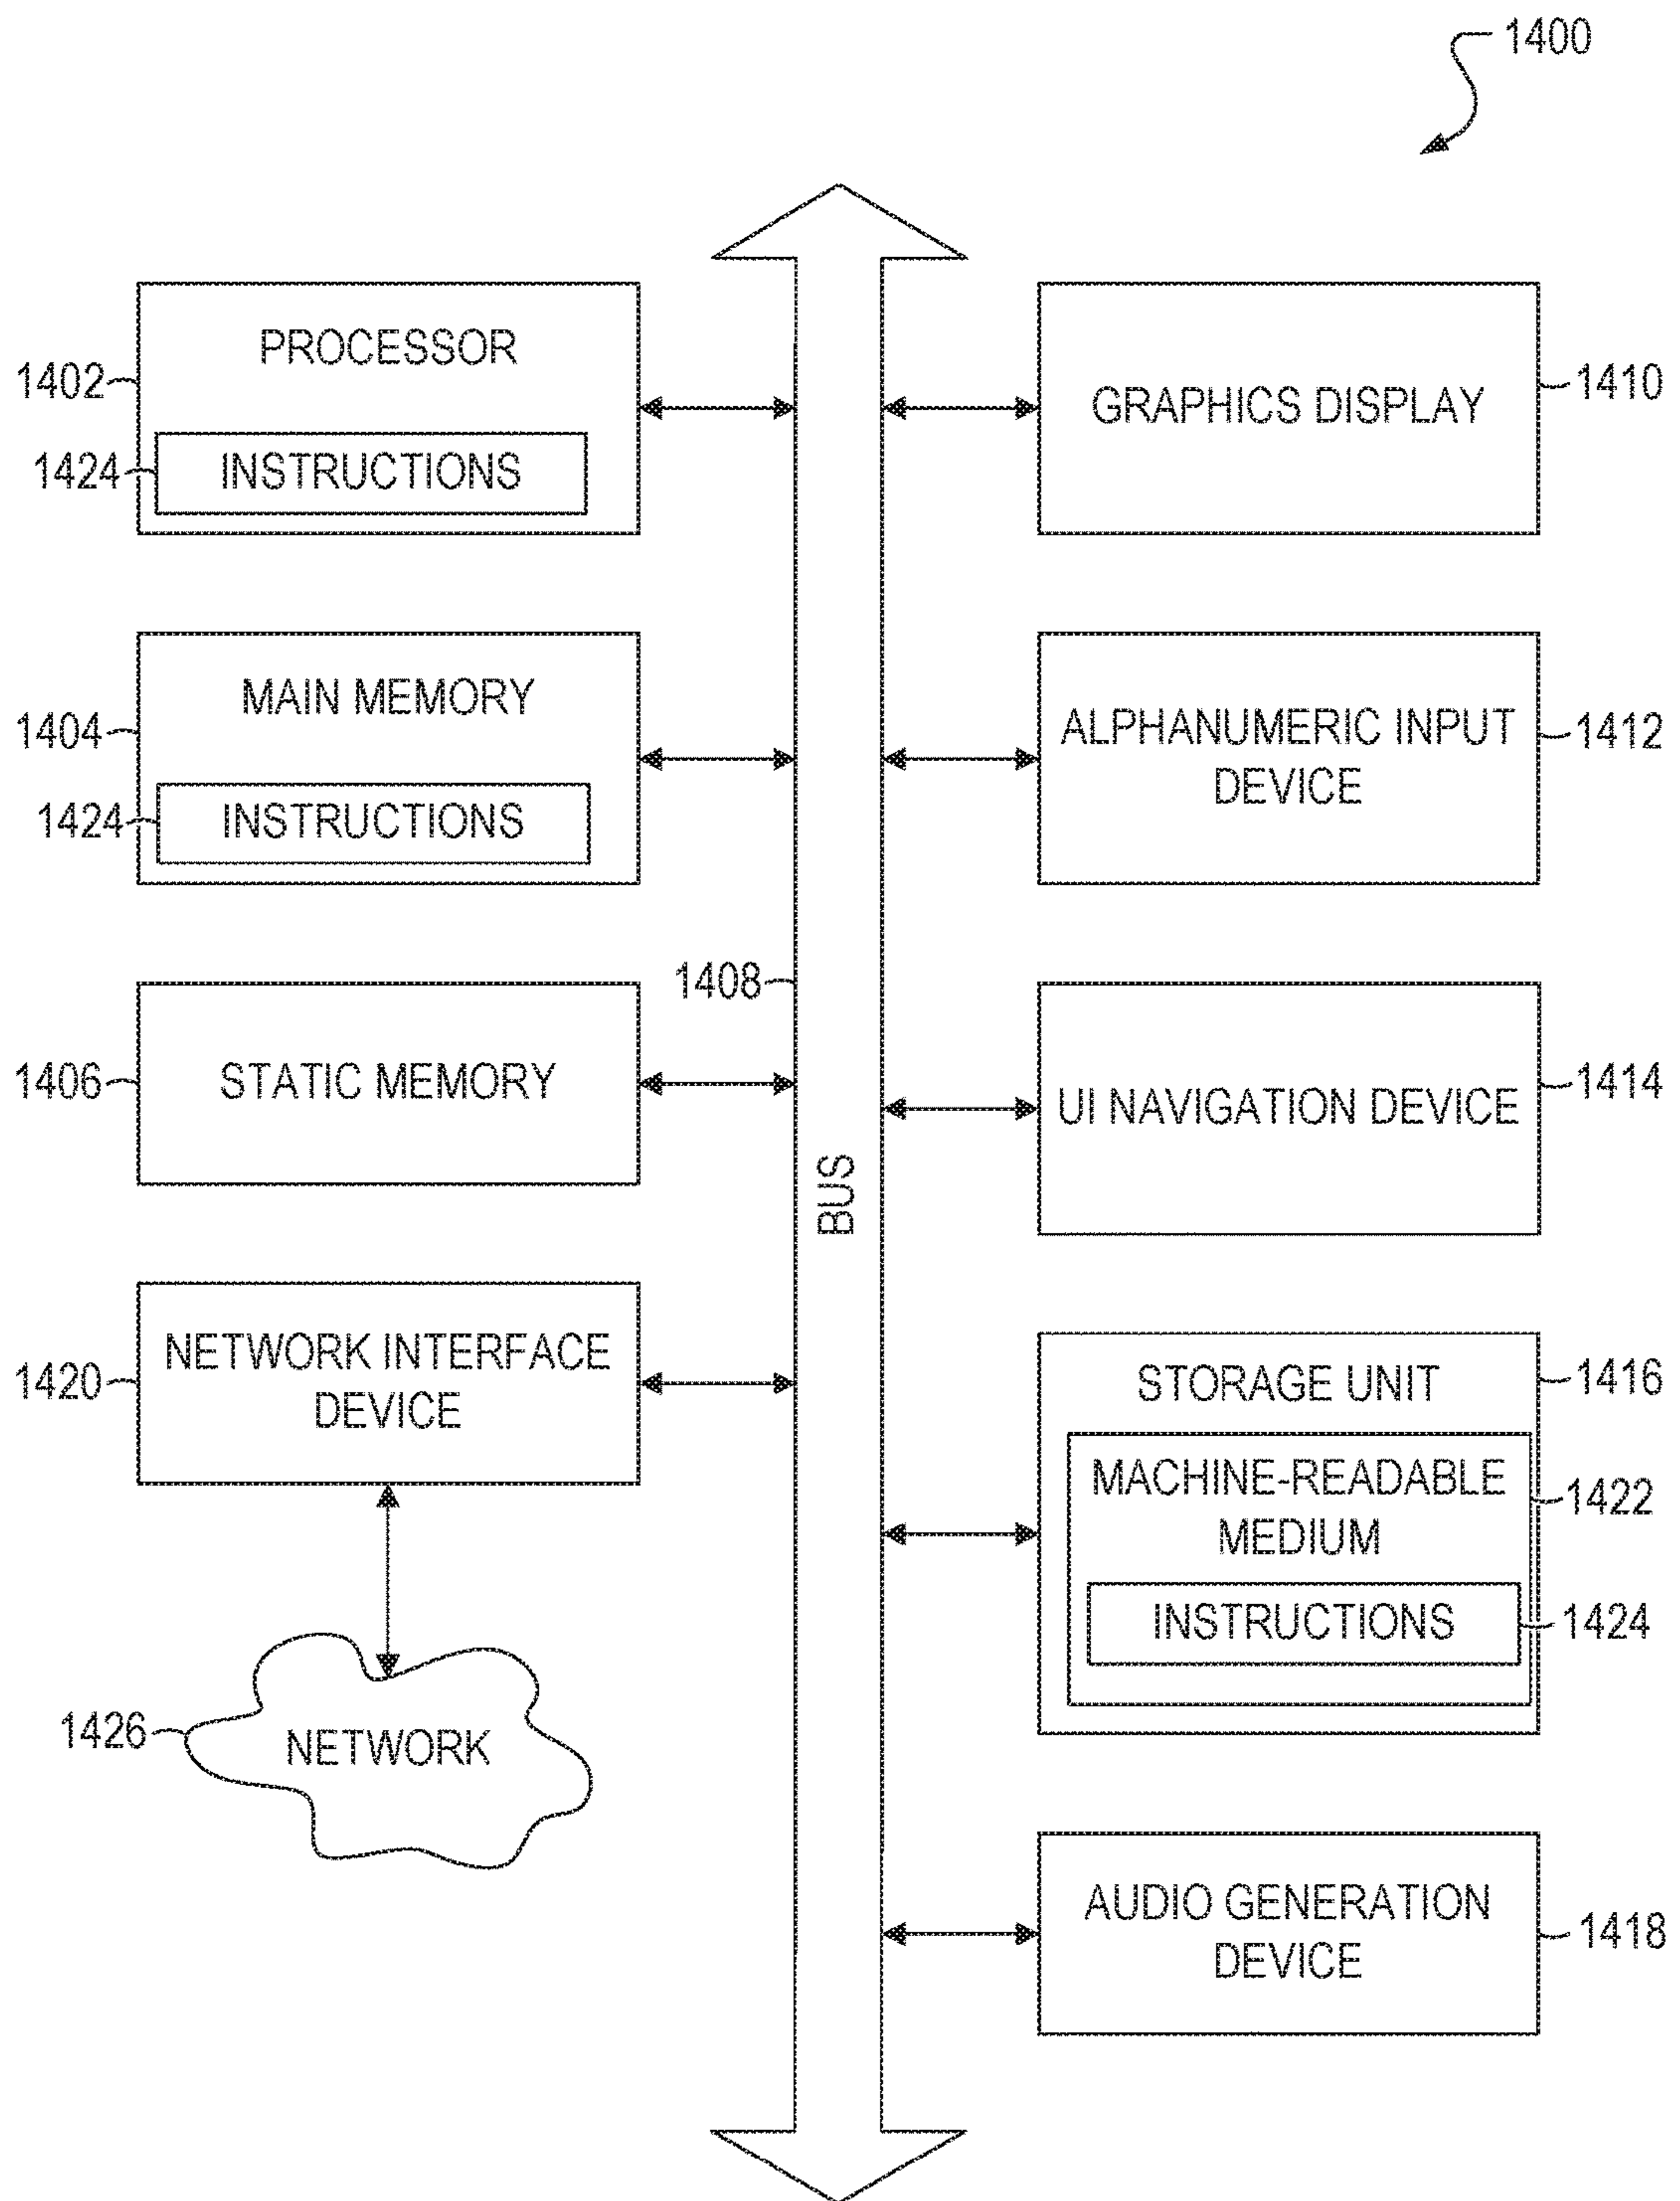 1400
PROCESSOR
1402
1424
INSTRUCTIONS
MAIN MEMORY
1404
1424
INSTRUCTIONS
1408
1406
STATIC MEMORY
BUS
1420
NETWORK INTERFACE
DEVICE
1426
NETWORK
GRAPHICS DISPLAY
1410
ALPHANUMERIC INPUT
DEVICE
1412
UI NAVIGATION DEVICE
1414
STORAGE UNIT
1416
MACHINE-READABLE
MEDIUM
1422
INSTRUCTIONS
1424
AUDIO GENERATION
DEVICE
1418